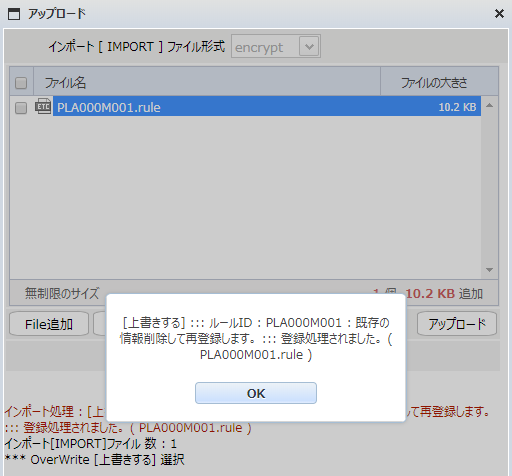 アップロード
インポート [ IMPORT ] ファイル形式 encrypt
ファイル名 ファイルの大きさ
ETC PLA000M001.rule 10.2 KB
無制限のサイズ 1 個 10.2 KB 追加
File追加 アップロード
[上書きする] ::: ルールID : PLA000M001 : 既存の
情報削除して再登録します。 ::: 登録処理されました。(
PLA000M001.rule )
OK
インポート処理 : [上 て再登録します。
::: 登録処理されました。( PLA000M001.rule )
インポート[IMPORT]ファイル 数 : 1
*** OverWrite [上書きする] 選択